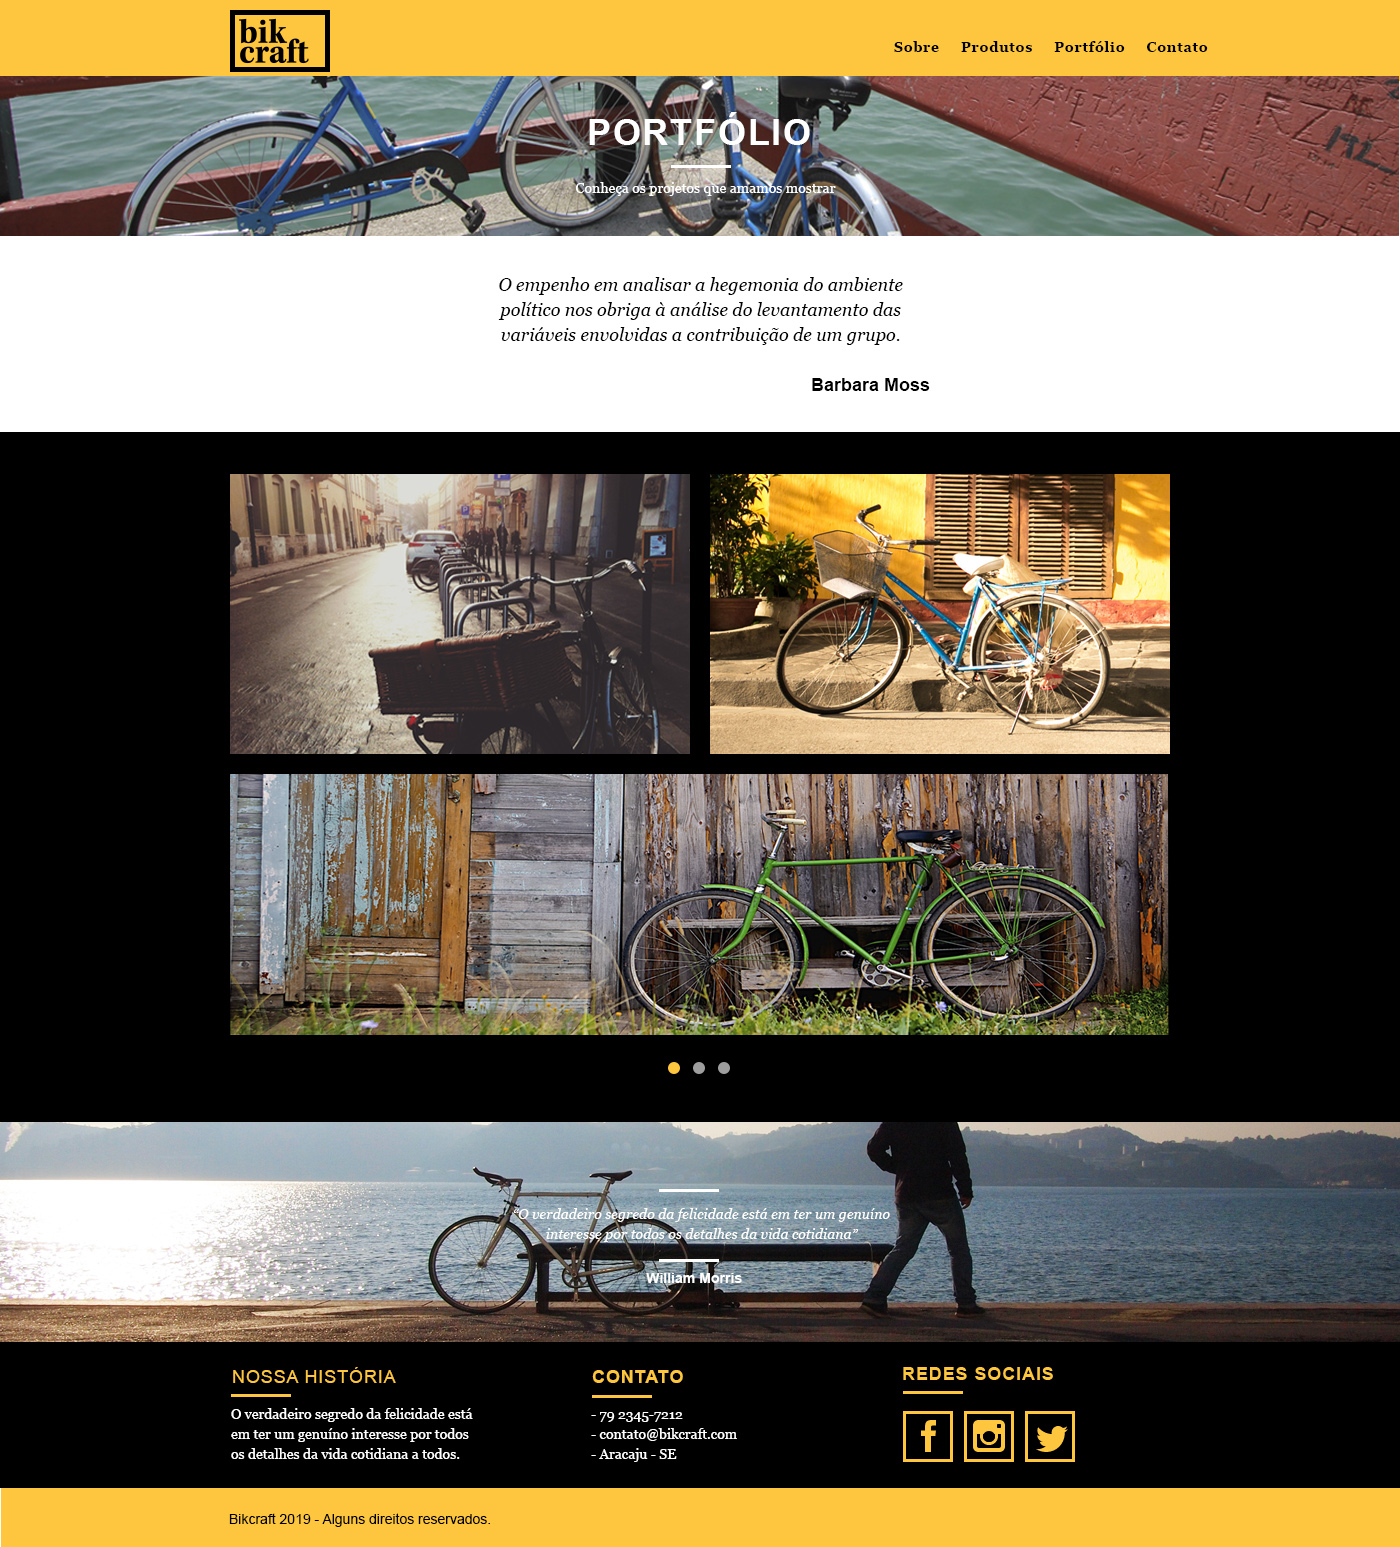 bik
craft
Sobre Produtos Portfólio Contato
PORTFÓLIO
Conheça os projetos que amamos mostrar
O empenho em analisar a hegemonia do ambiente
político nos obriga à análise do levantamento das
variáveis envolvidas a contribuição de um grupo.
Barbara Moss
“O verdadeiro segredo da felicidade está em ter um genuíno
interesse por todos os detalhes da vida cotidiana”
William Morris
NOSSA HISTÓRIA
O verdadeiro segredo da felicidade está
em ter um genuíno interesse por todos
os detalhes da vida cotidiana a todos.
CONTATO
- 79 2345-7212
- contato@bikcraft.com
- Aracaju - SE
REDES SOCIAIS
Bikcraft 2019 - Alguns direitos reservados.